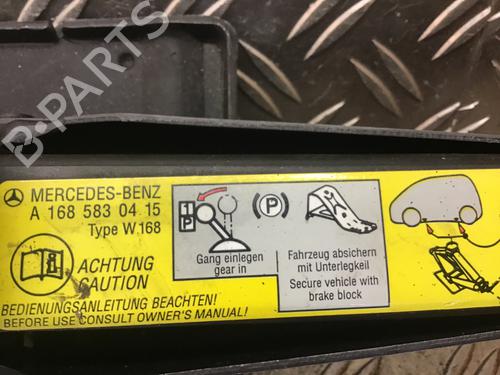 B-PARTS
MERCEDES-BENZ
A 168 583 04 15
Type W.168
ACHTUNG
CAUTION
BEDIENUNGSANLEITUNG BEACHTEN!
BEFORE USE CONSULT OWNER'S MANUAL!
1
P
P
Gang einlegen
gear in
Fahrzeug absichern
mit Unterlegkeil
Secure vehicle with
brake block